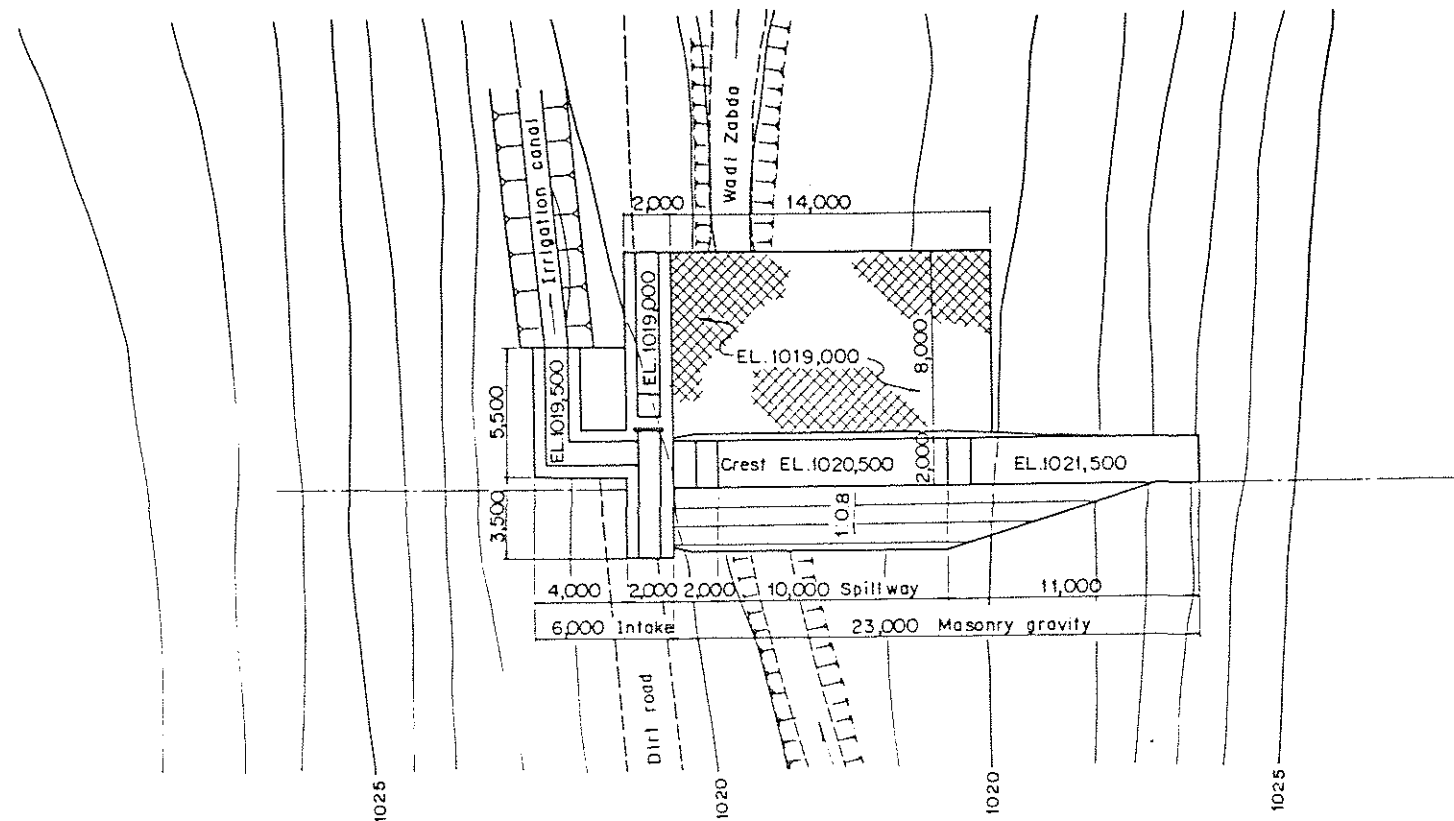 Irrigation canal
Wadi Zabda
2,000
14,000
EL.1019,000
EL.1019,000
8,000
5,500
EL.1019,500
Crest EL.1020,500
2,000
EL.1021,500
3,500
1:0.8
4,000
2,000
2,000
10,000 Spillway
11,000
6,000 Intake
23,000 Masonry gravity
Dirt road
1025
1020
1020
1025